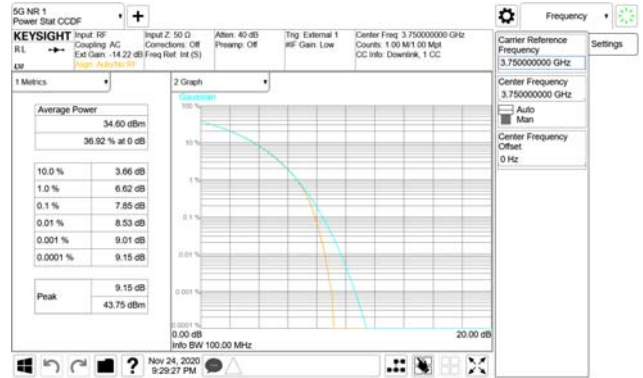 5G NR 1
Power Stat CCDF
Frequency
KEYSIGHT
RL
Input: RF
Coupling: AC
Ext Gain: -14.22 dB
Align: Auto/No RF
Input Z: 50 Ω
Corrections: Off
Freq Ref: Int (S)
Atten: 40 dB
Preamp: Off
Trig: External 1
#IF Gain: Low
Center Freq: 3.750000000 GHz
Counts: 1.00 M/1.00 Mpt
CC Info: Downlink, 1 CC
Carrier Reference
Frequency
3.750000000 GHz
Settings
Center Frequency
3.750000000 GHz
Auto
Man
Center Frequency
Offset
0 Hz
1 Metrics
Average Power
34.60 dBm
36.92 % at 0 dB
10.0 % 3.66 dB
1.0 % 6.62 dB
0.1 % 7.85 dB
0.01 % 8.53 dB
0.001 % 9.01 dB
0.0001 % 9.15 dB
Peak
9.15 dB
43.75 dBm
2 Graph
Gaussian
100 %
10 %
1 %
0.1 %
0.01 %
0.001 %
0.0001 %
0.00 dB
20.00 dB
Info BW 100.00 MHz
Nov 24, 2020
9:29:27 PM